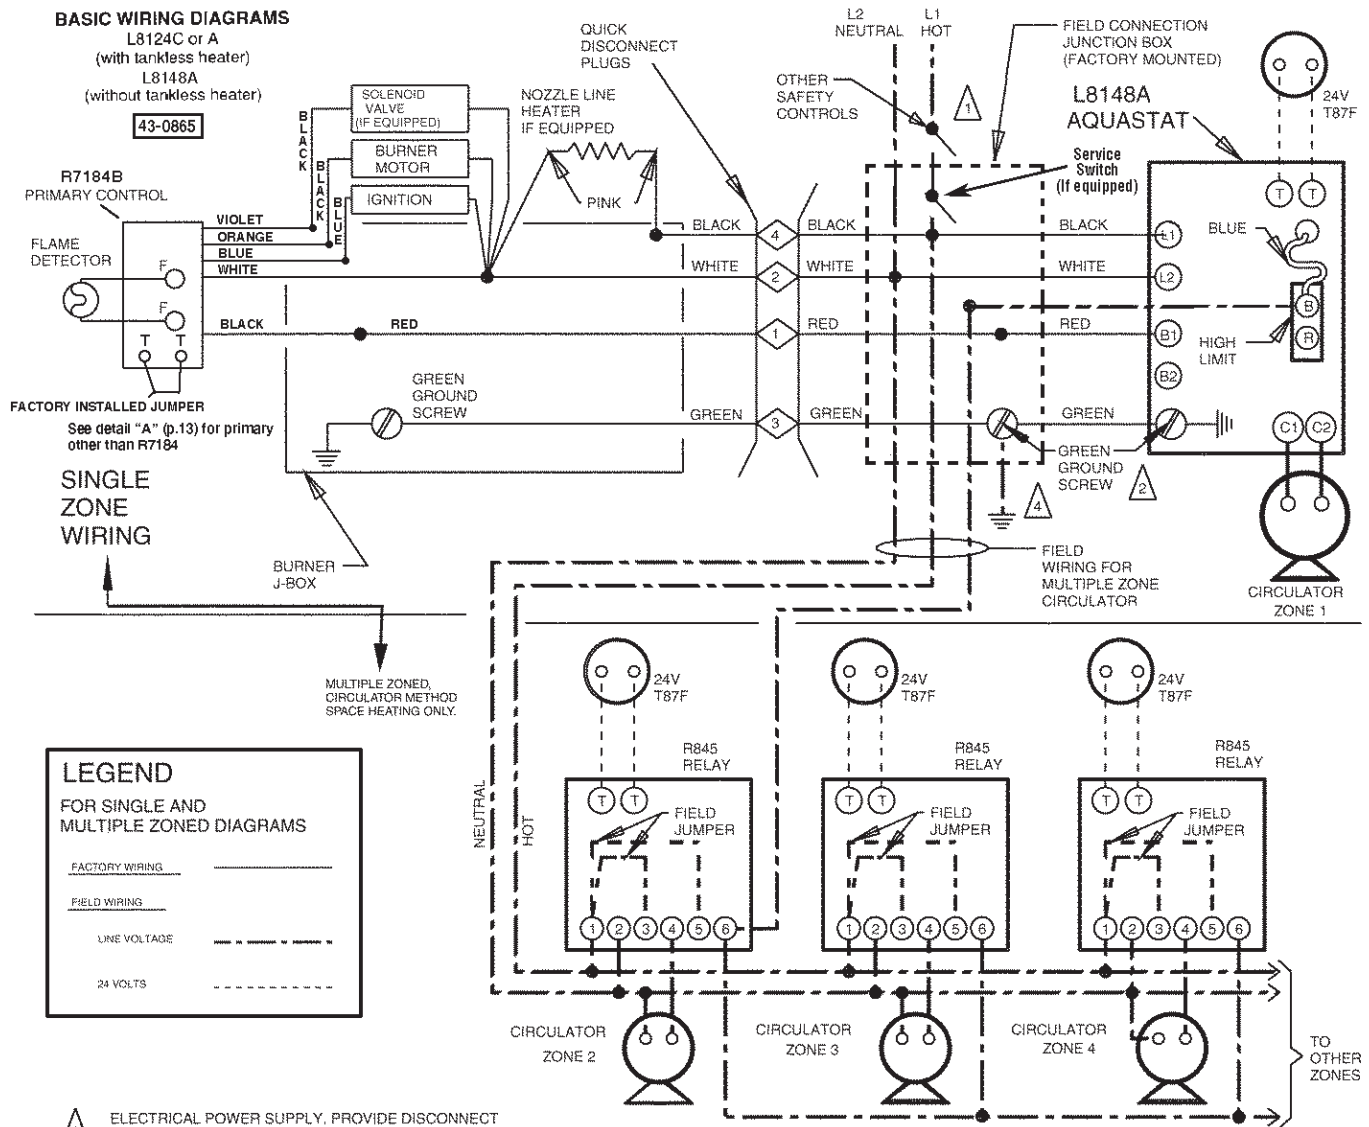 BASIC WIRING DIAGRAMS
L8124C or A
(with tankless heater)
L8148A
(without tankless heater)
43-0865
R7184B
PRIMARY CONTROL
FLAME
DETECTOR
F
F
T T
FACTORY INSTALLED JUMPER
See detail "A" (p.13) for primary
other than R7184
SINGLE
ZONE
WIRING
BLACK
BLACK
BLUE
SOLENOID
VALVE
(IF EQUIPPED)
BURNER
MOTOR
IGNITION
VIOLET
ORANGE
BLUE
WHITE
BLACK
RED
NOZZLE LINE
HEATER
IF EQUIPPED
PINK
GREEN
GROUND
SCREW
BURNER
J-BOX
QUICK
DISCONNECT
PLUGS
BLACK 4 BLACK
WHITE 2 WHITE
1 RED
GREEN 3 GREEN
L2
NEUTRAL
L1
HOT
OTHER
SAFETY
CONTROLS
1
FIELD CONNECTION
JUNCTION BOX
(FACTORY MOUNTED)
Service
Switch
(If equipped)
BLACK
WHITE
RED
GREEN
GREEN
GROUND
SCREW
2
4
L8148A
AQUASTAT
24V
T87F
T T
L1
L2
B1
B2
BLUE
B
R
HIGH
LIMIT
C1 C2
CIRCULATOR
ZONE 1
FIELD
WIRING FOR
MULTIPLE ZONE
CIRCULATOR
MULTIPLE ZONED,
CIRCULATOR METHOD
SPACE HEATING ONLY.
LEGEND
FOR SINGLE AND
MULTIPLE ZONED DIAGRAMS
FACTORY WIRING
FIELD WIRING
LINE VOLTAGE
24 VOLTS
NEUTRAL
HOT
24V
T87F
R845
RELAY
T T
FIELD
JUMPER
1 2 3 4 5 6
CIRCULATOR
ZONE 2
24V
T87F
R845
RELAY
T T
FIELD
JUMPER
1 2 3 4 5 6
CIRCULATOR
ZONE 3
24V
T87F
R845
RELAY
T T
FIELD
JUMPER
1 2 3 4 5 6
CIRCULATOR
ZONE 4
TO
OTHER
ZONES
ELECTRICAL POWER SUPPLY, PROVIDE DISCONNECT